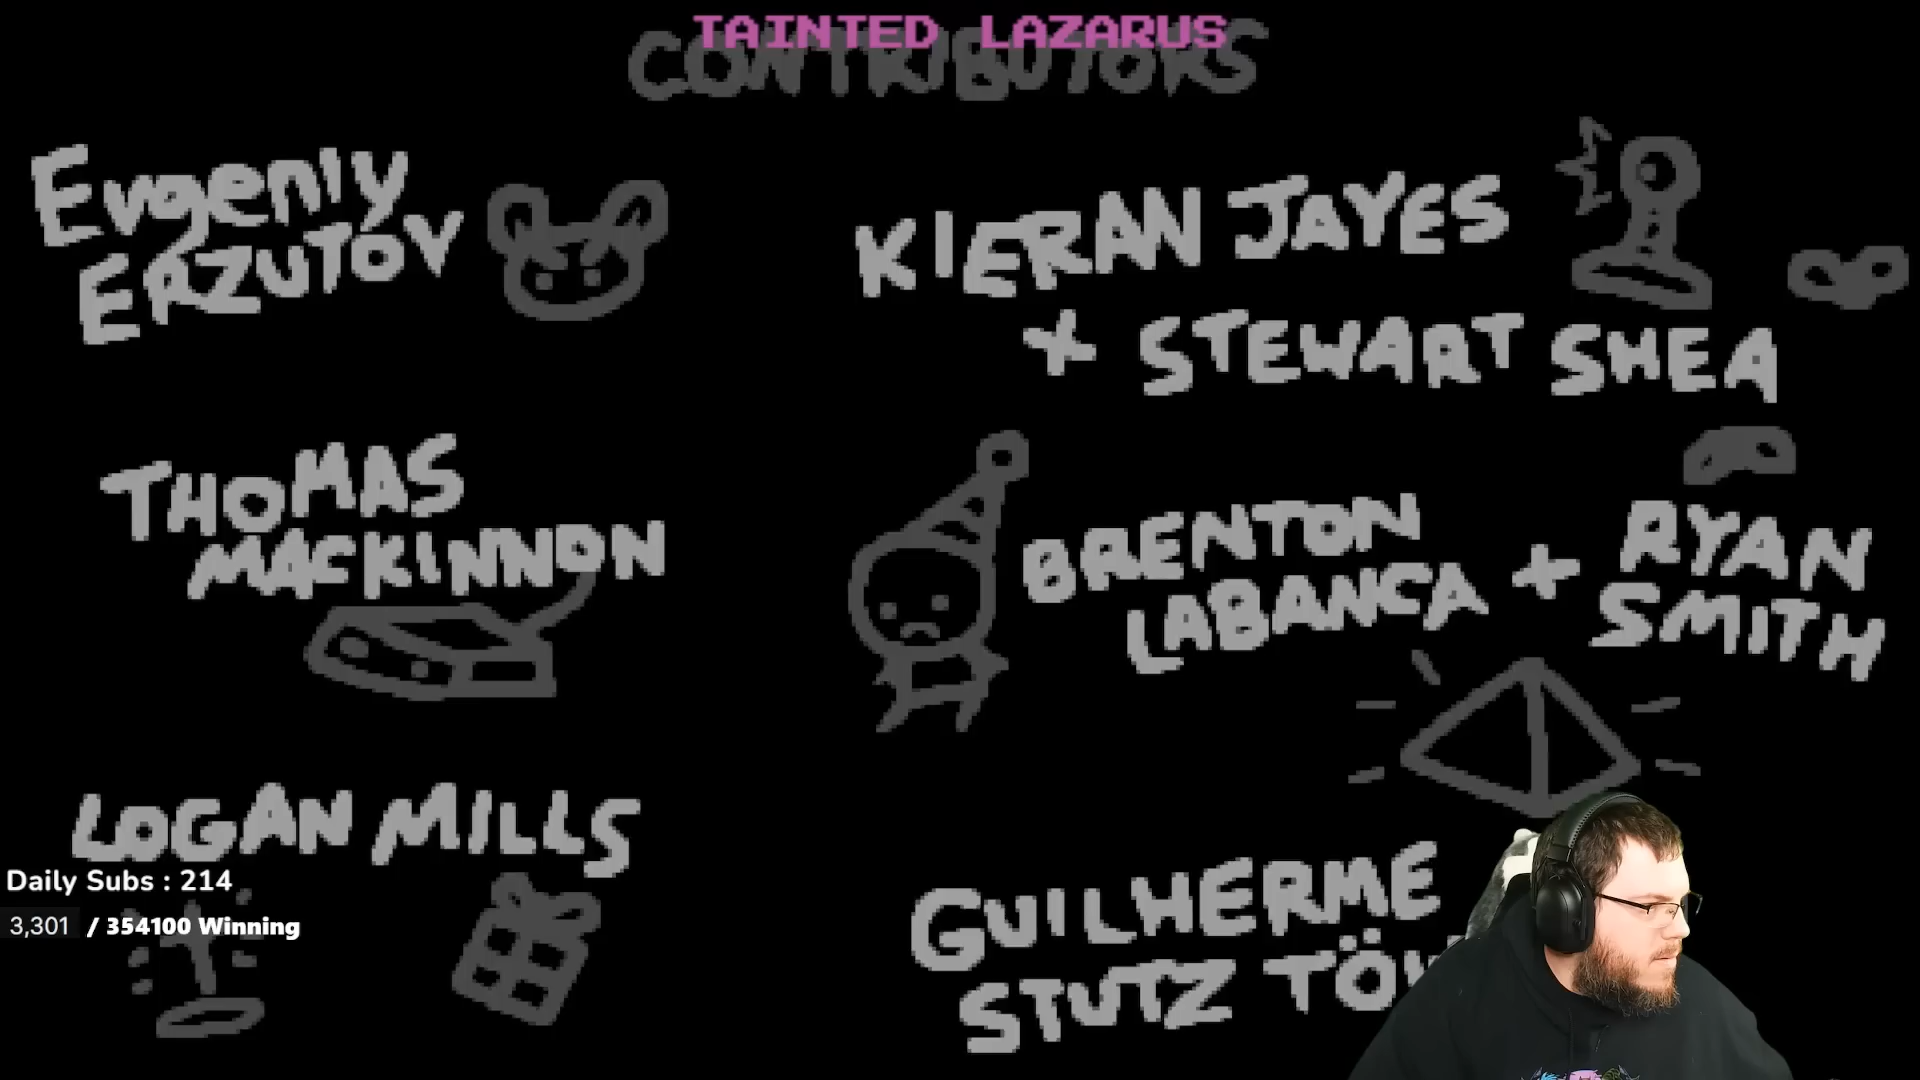 TAINTED LAZARUS
CONTRIBUTORS
Evgeniy
ERZUTOV
KIERAN JAYES
+ STEWART SHEA
THOMAS
MACKINNON
BRENTON
LABANCA
+ RYAN
SMITH
LOGAN MILLS
Daily Subs : 214
3,301 / 354100 Winning
GUILHERME
STUTZ